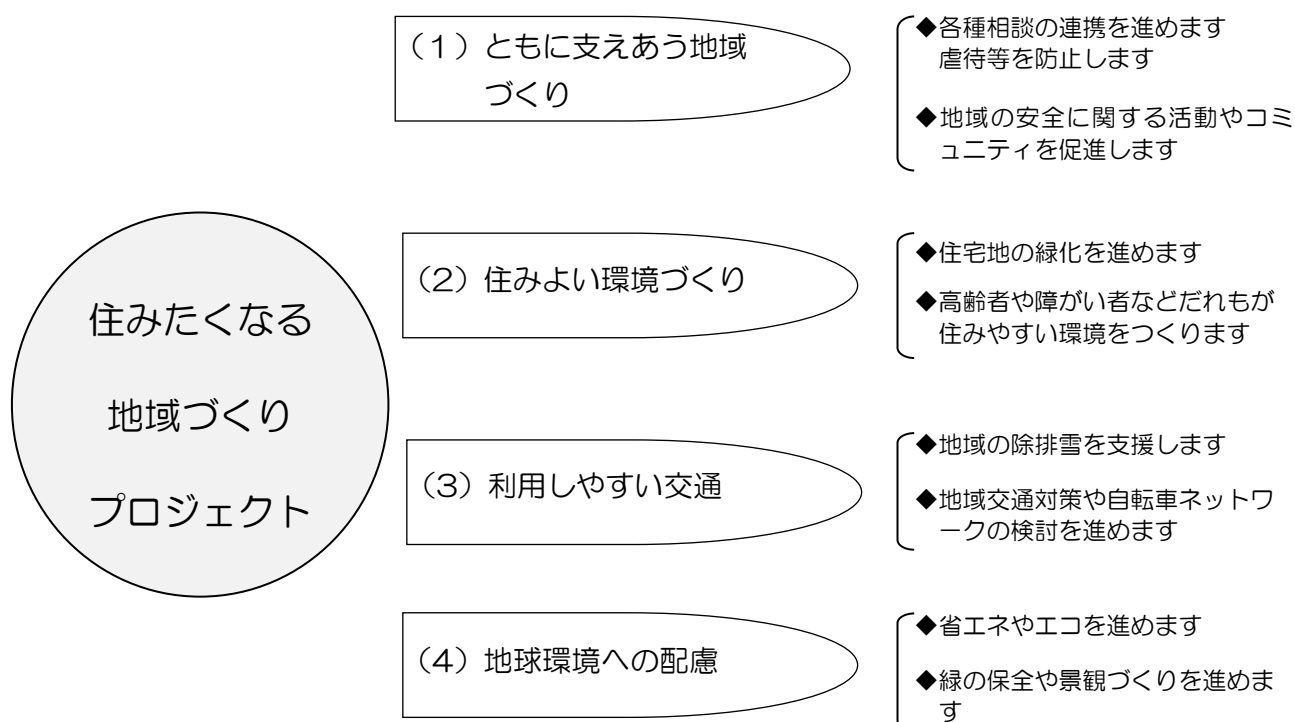 住みたくなる
地域づくり
プロジェクト
（１）ともに支えあう地域
づくり
◆各種相談の連携を進めます
虐待等を防止します
◆地域の安全に関する活動やコミ
ュニティを促進します
（２）住みよい環境づくり
◆住宅地の緑化を進めます
◆高齢者や障がい者などだれもが
住みやすい環境をつくります
（３）利用しやすい交通
◆地域の除排雪を支援します
◆地域交通対策や自転車ネットワ
ークの検討を進めます
（４）地球環境への配慮
◆省エネやエコを進めます
◆緑の保全や景観づくりを進めま
す